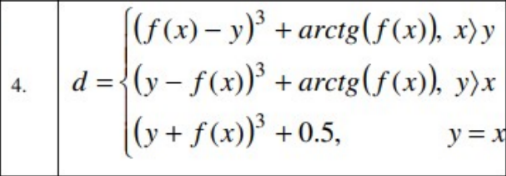 (f(x) – y)³ + arctg(f(x)), x⟩y
4. d = {(y – f(x))³ + arctg(f(x)), y⟩x
(y + f(x))³ + 0.5, y = x